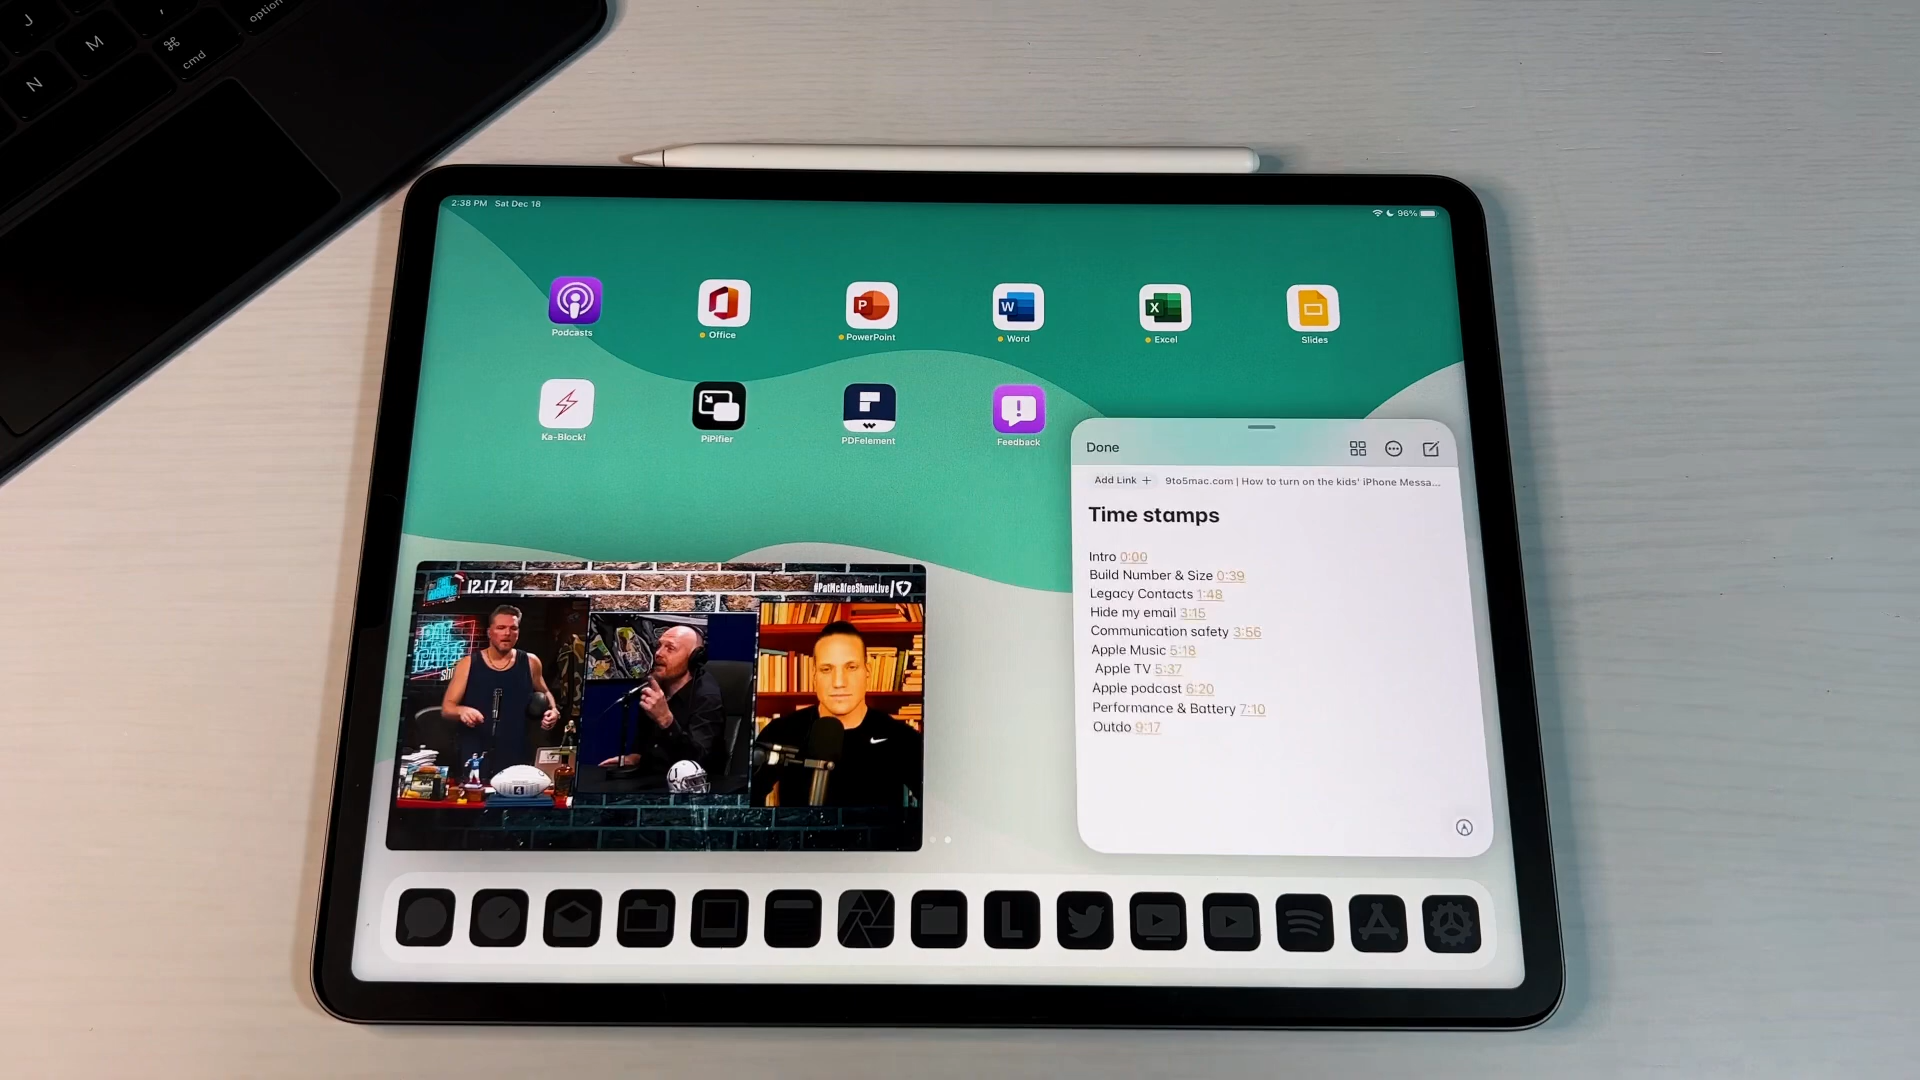 J
option
M
⌘
cmd
N
2:38 PM Sat Dec 18
96%
Podcasts
Office
PowerPoint
Word
Excel
Slides
Ka-Block!
PiPifier
PDFelement
Feedback
Done
Add Link + 9to5mac.com | How to turn on the kids' iPhone Messa...
Time stamps
Intro 0:00
Build Number & Size 0:39
Legacy Contacts 1:48
Hide my email 3:15
Communication safety 3:56
Apple Music 5:18
Apple TV 5:37
Apple podcast 6:20
Performance & Battery 7:10
Outdo 9:17
12.17.21
#PatMcAfeeShowLive